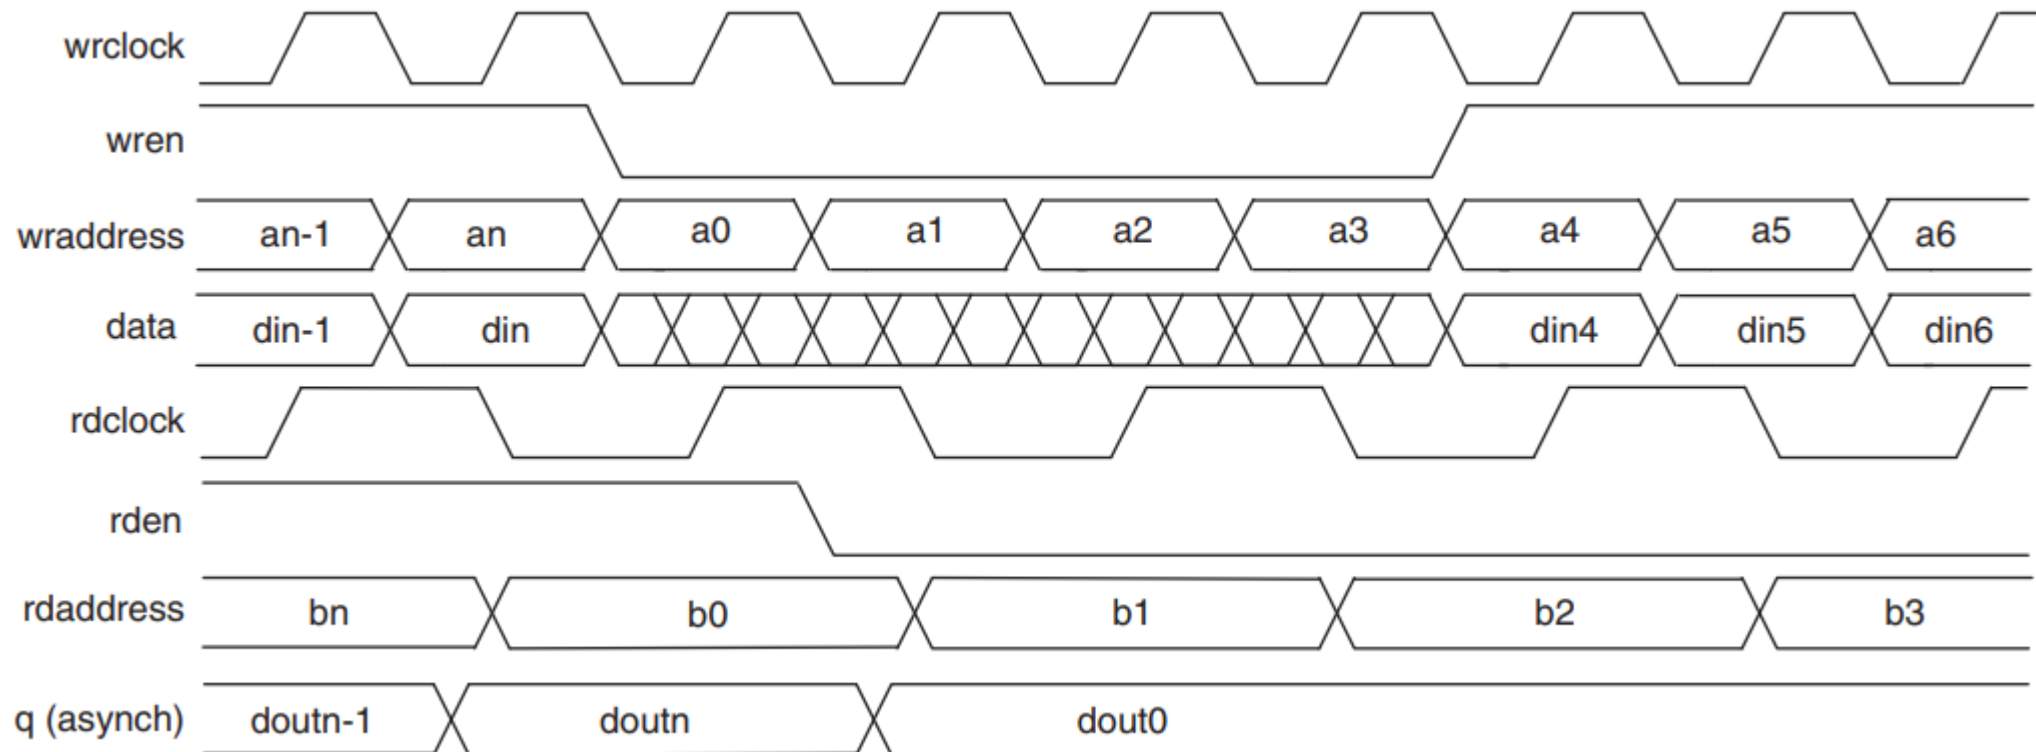 wrclock
wren
wraddress an-1 an a0 a1 a2 a3 a4 a5 a6
data din-1 din din4 din5 din6
rdclock
rden
rdaddress bn b0 b1 b2 b3
q (asynch) doutn-1 doutn dout0